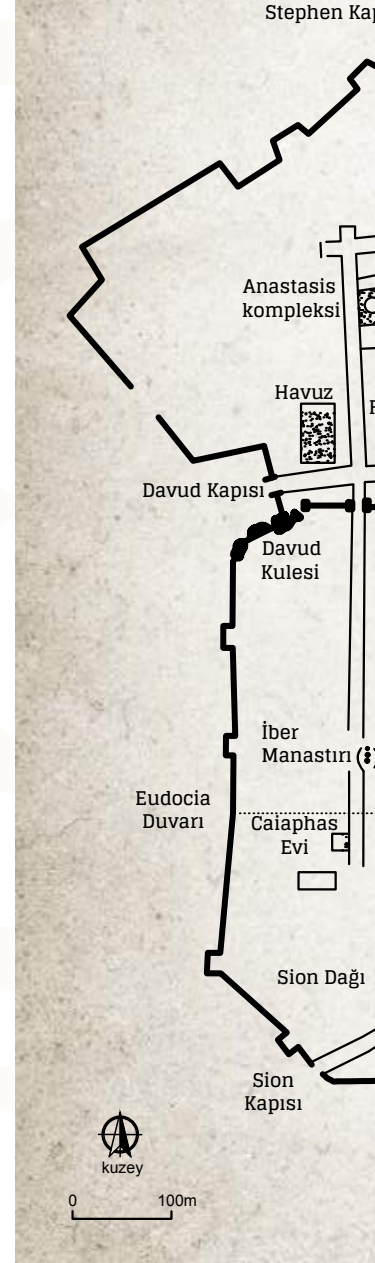 Stephen
Anastasis
kompleksi
Havuz
Davud Kapısı
Davud
Kulesi
İber
Manastırı
Eudocia
Duvarı
Caiaphas
Evi
Sion Dağı
Sion
Kapısı
kuzey
0 100m